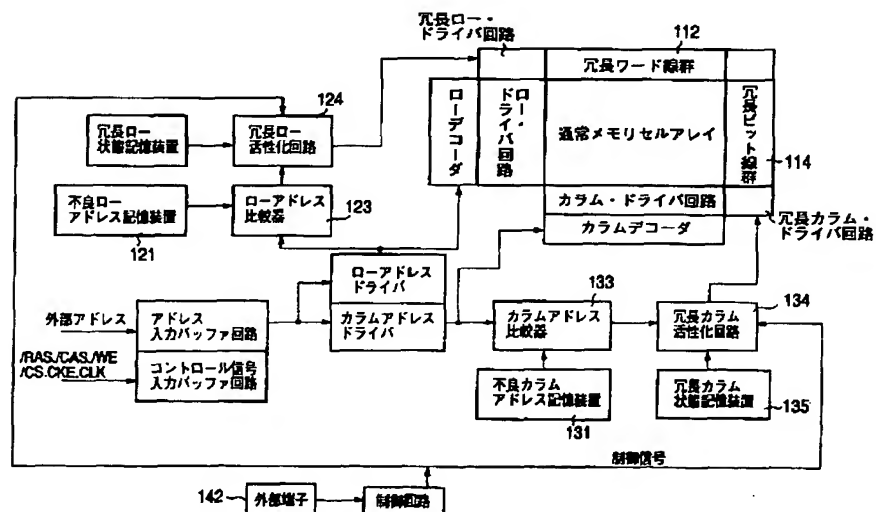 冗長ロー・
ドライバ回路
112
冗長ワード線群
124
ローデコーダ
ロー・
ドライバ回路
通常メモリセルアレイ
冗長ビット線群
114
冗長ロー
状態記憶装置
冗長ロー
活性化回路
不良ロー
アドレス記憶装置
ローアドレス
比較器
123
121
カラム・ドライバ回路
カラムデコーダ
冗長カラム・
ドライバ回路
ローアドレス
ドライバ
133
134
外部アドレス
アドレス
入力バッファ回路
カラムアドレス
ドライバ
カラムアドレス
比較器
冗長カラム
活性化回路
/RAS./CAS./WE
/CS.CKE.CLK
コントロール信号
入力バッファ回路
不良カラム
アドレス記憶装置
131
冗長カラム
状態記憶装置
135
制御信号
142
外部端子
制御回路